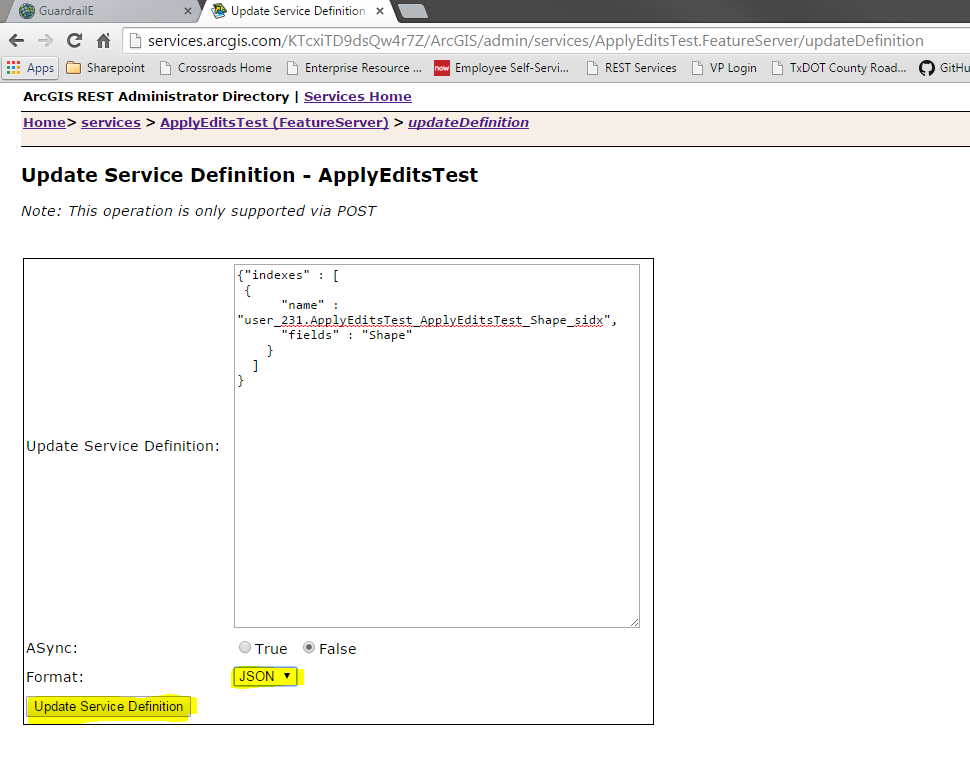 GuardrailE
Update Service Definition
services.arcgis.com/KTcxiTD9dsQw4r7Z/ArcGIS/admin/services/ApplyEditsTest.FeatureServer/updateDefinition
Apps Sharepoint Crossroads Home Enterprise Resource ... now Employee Self-Servi... REST Services VP Login TxDOT County Road... GitHu
ArcGIS REST Administrator Directory | Services Home
Home> services > ApplyEditsTest (FeatureServer) > updateDefinition
Update Service Definition - ApplyEditsTest
Note: This operation is only supported via POST
Update Service Definition:
{"indexes" : [
{
"name" :
"user_231.ApplyEditsTest_ApplyEditsTest_Shape_sidx",
"fields" : "Shape"
}
]
}
ASync: True False
Format: JSON
Update Service Definition